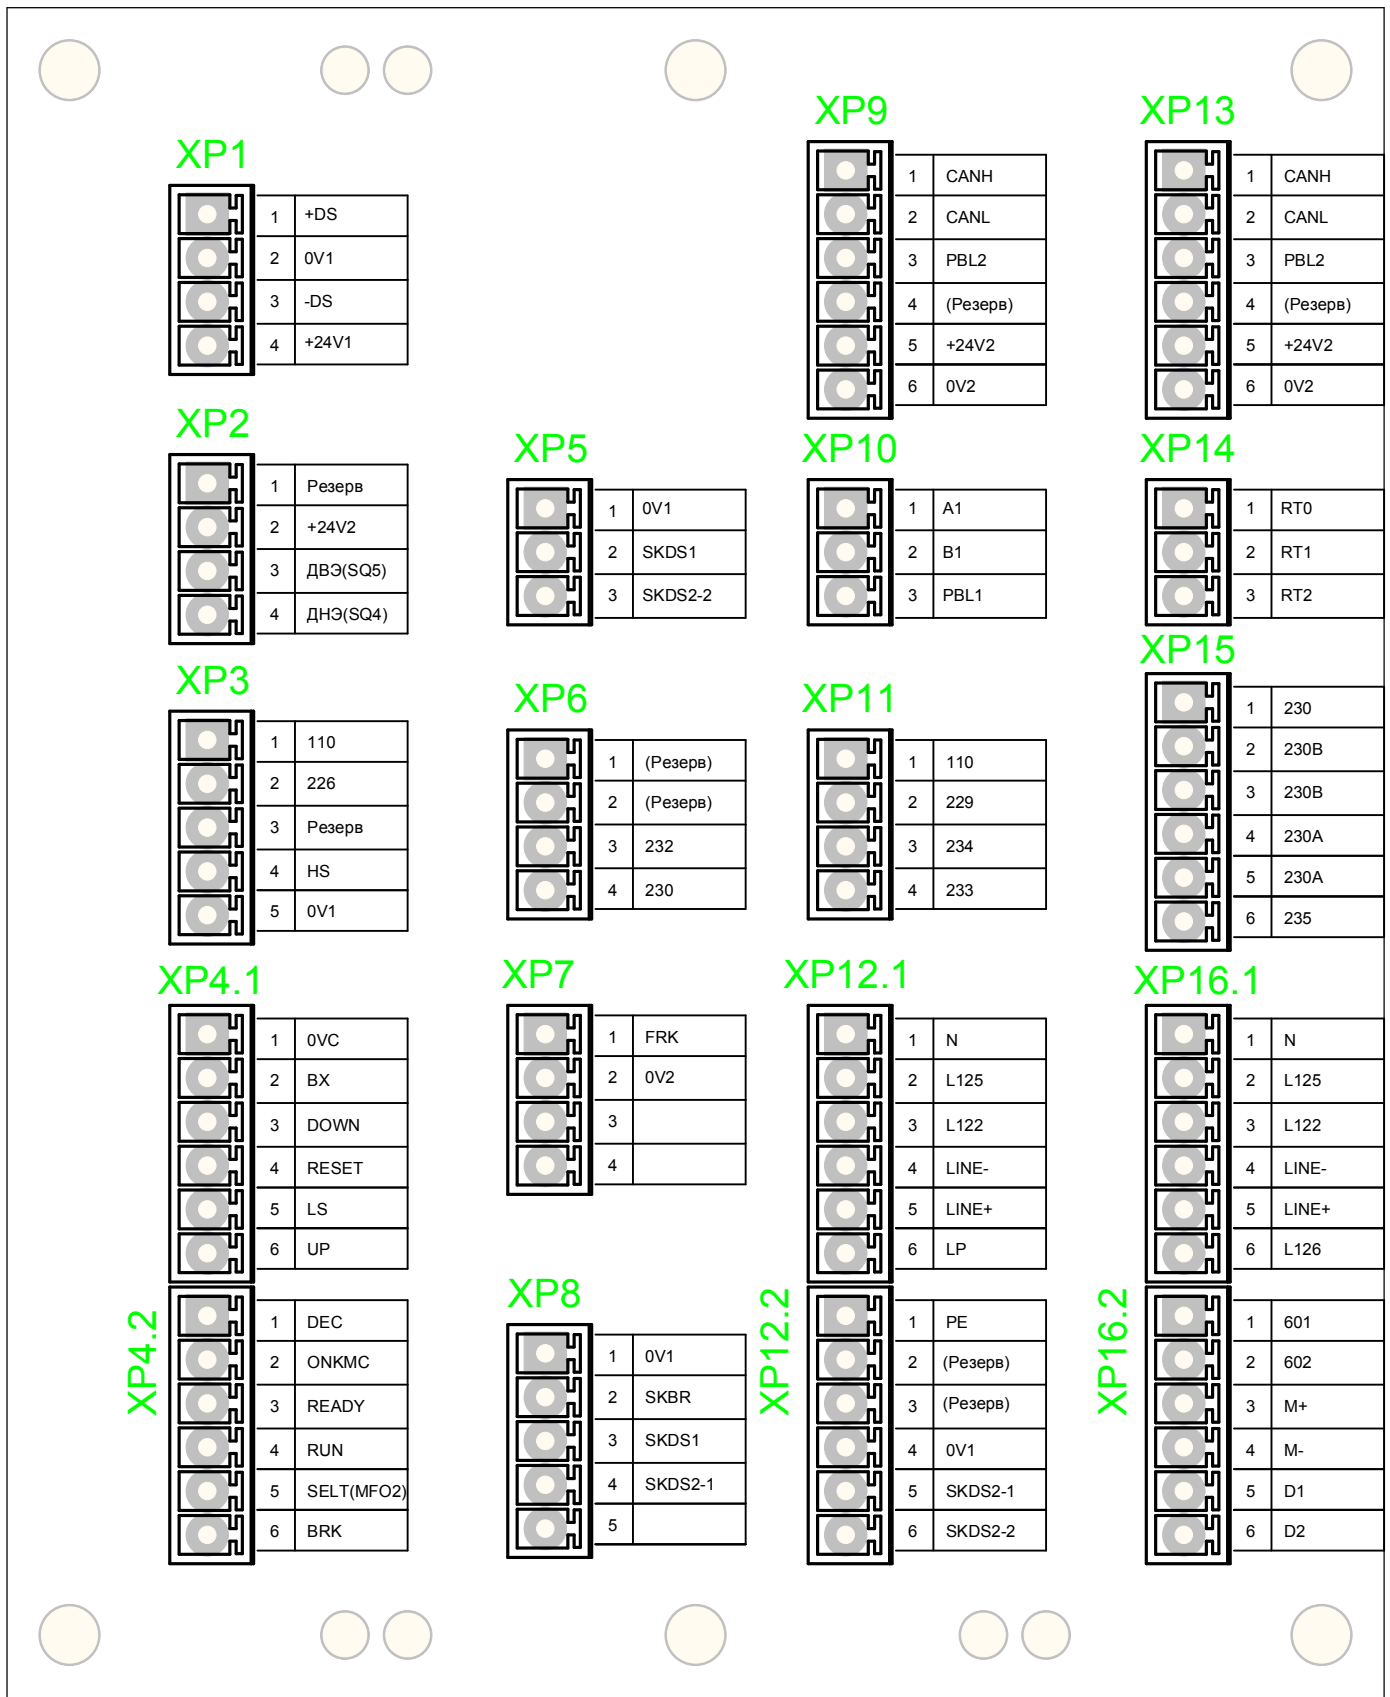 XP1
1 +DS
2 0V1
3 -DS
4 +24V1
XP2
1 Резерв
2 +24V2
3 ДВЭ(SQ5)
4 ДНЭ(SQ4)
XP3
1 110
2 226
3 Резерв
4 HS
5 0V1
XP4.1
1 0VC
2 BX
3 DOWN
4 RESET
5 LS
6 UP
XP4.2
1 DEC
2 ONKMC
3 READY
4 RUN
5 SELT(MFO2)
6 BRK
XP5
1 0V1
2 SKDS1
3 SKDS2-2
XP6
1 (Резерв)
2 (Резерв)
3 232
4 230
XP7
1 FRK
2 0V2
3
4
XP8
1 0V1
2 SKBR
3 SKDS1
4 SKDS2-1
5
XP9
1 CANH
2 CANL
3 PBL2
4 (Резерв)
5 +24V2
6 0V2
XP10
1 A1
2 B1
3 PBL1
XP11
1 110
2 229
3 234
4 233
XP12.1
1 N
2 L125
3 L122
4 LINE-
5 LINE+
6 LP
XP12.2
1 PE
2 (Резерв)
3 (Резерв)
4 0V1
5 SKDS2-1
6 SKDS2-2
XP13
1 CANH
2 CANL
3 PBL2
4 (Резерв)
5 +24V2
6 0V2
XP14
1 RT0
2 RT1
3 RT2
XP15
1 230
2 230B
3 230B
4 230A
5 230A
6 235
XP16.1
1 N
2 L125
3 L122
4 LINE-
5 LINE+
6 L126
XP16.2
1 601
2 602
3 M+
4 M-
5 D1
6 D2